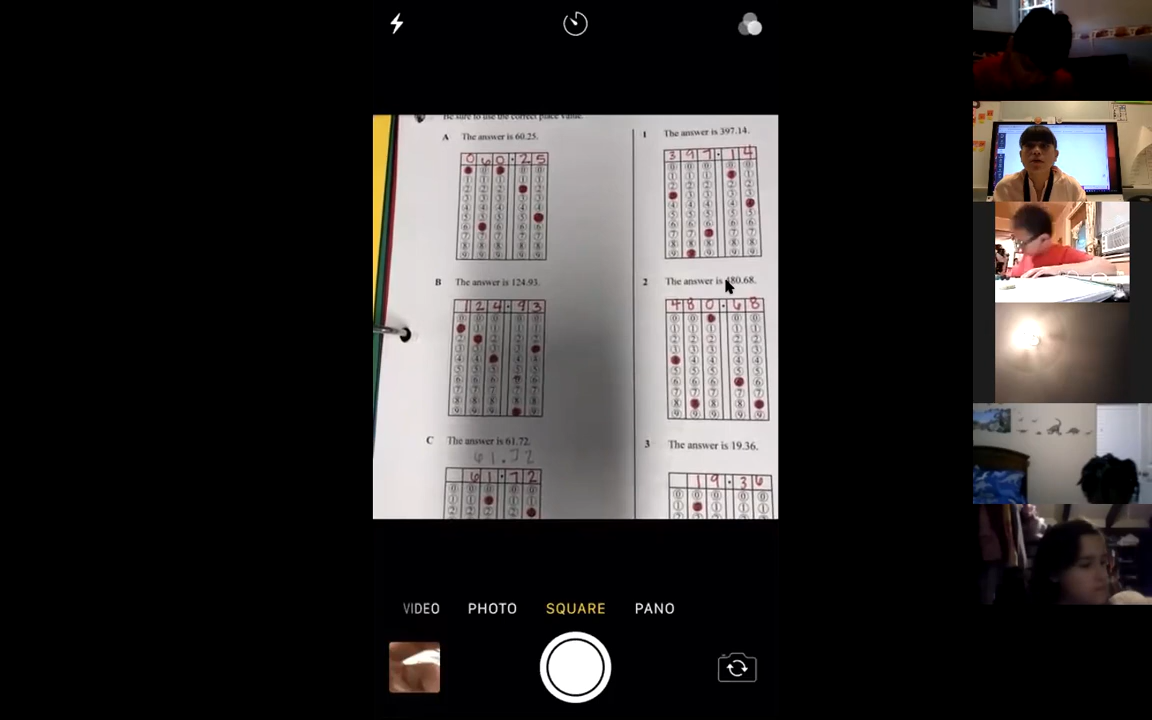 Be sure to use the correct place value.
A The answer is 60.25.
0 6 0 . 2 5
B The answer is 124.93.
1 2 4 . 9 3
C The answer is 61.72.
61.72
6 1 . 7 2
1 The answer is 397.14.
3 9 7 . 1 4
2 The answer is 480.68.
4 8 0 . 6 8
3 The answer is 19.36.
1 9 . 3 6
VIDEO PHOTO SQUARE PANO